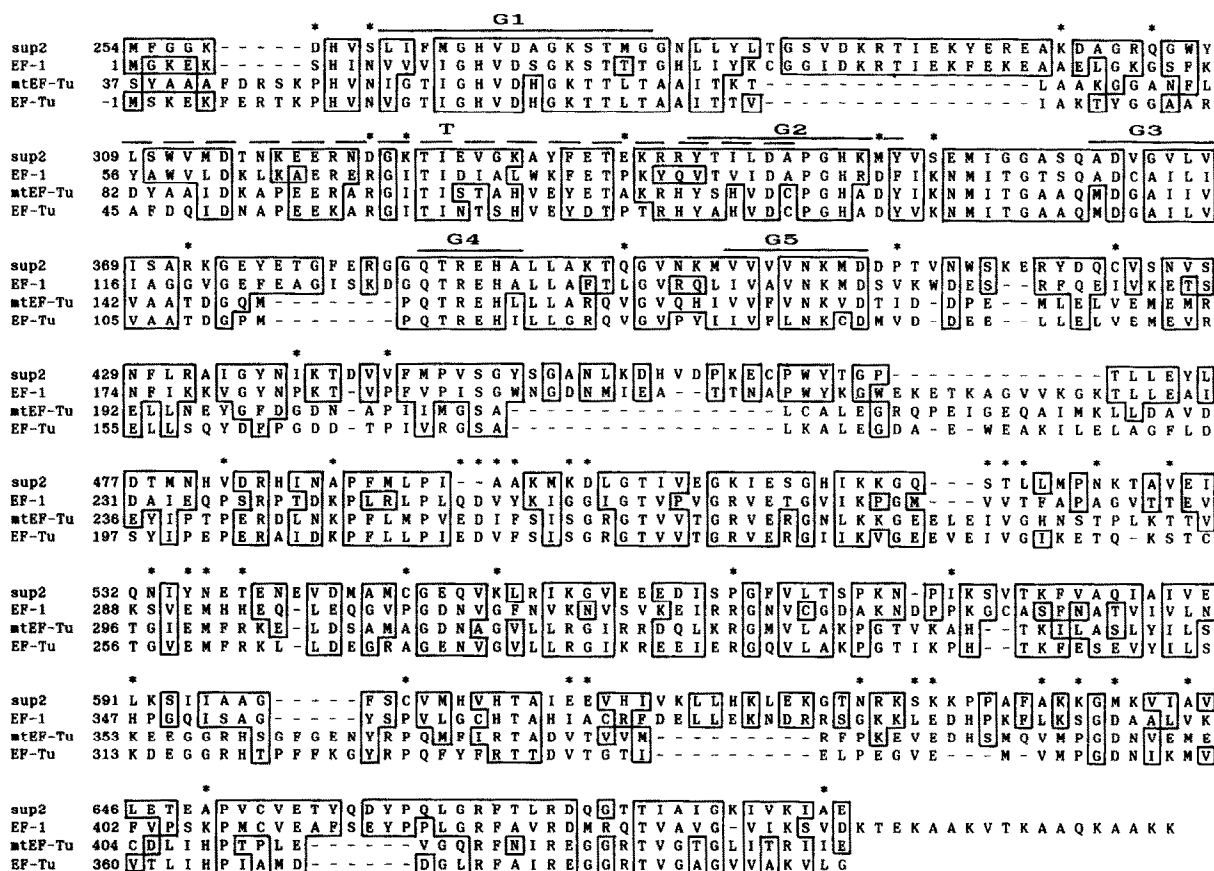 G1
* * * *
sup2 254 M F G G K - - - - - D H V S L I F M G H V D A G K S T M G G N L L Y L T G S V D K R T I E K Y E R E A K D A G R Q G W Y
EF-1 1 M G K E K - - - - - S H I N V V V I G H V D S G K S T T T G H L I Y K C G G I D K R T I E K F E K E A A E L G K G S F K
mtEF-Tu 37 S Y A A A F D R S K P H V N I G T I G H V D H G K T T L T A A I T K T - - - - - - - - - - - - - L A A K G G A N F L
EF-Tu -1 M S K E K F E R T K P H V N V G T I G H V D H G K T T L T A A I T T V - - - - - - - - - - - - - I A K T Y G G A A R
T G2 G3
* * * * *
sup2 309 L S W V M D T N K E E R N D G K T I E V G K A Y F E T E K R R Y T I L D A P G H K M Y V S E M I G G A S Q A D V G V L V
EF-1 56 Y A W V L D K L K A E R E R G I T I D I A L W K F E T P K Y Q V T V I D A P G H R D F I K N M I T G T S Q A D C A I L I
mtEF-Tu 82 D Y A A I D K A P E E R A R G I T I S T A H V E Y E T A K R H Y S H V D C P G H A D Y I K N M I T G A A Q M D G A I I V
EF-Tu 45 A F D Q I D N A P E E K A R G I T I N T S H V E Y D T P T R H Y A H V D C P G H A D Y V K N M I T G A A Q M D G A I L V
G4 G5
* * * *
sup2 369 I S A R K G E Y E T G F E R G G Q T R E H A L L A K T Q G V N K M V V V V N K M D D P T V N W S K E R Y D Q C V S N V S
EF-1 116 I A G G V G E F E A G I S K D G Q T R E H A L L A F T L G V R Q L I V A V N K M D S V K W D E S - - R F Q E I V K E T S
mtEF-Tu 142 V A A T D G Q M - - - - - - - P Q T R E H L L L A R Q V G V Q H I V V F V N K V D T I D - D P E - - M L E L V E M E M R
EF-Tu 105 V A A T D G P M - - - - - - - P Q T R E H I L L G R Q V G V P Y I I V F L N K C D M V D - D E E - - L L E L V E M E V R
* *
sup2 429 N F L R A I G Y N I K T D V V F M P V S G Y S G A N L K D H V D P K E C P W Y T G P - - - - - - - - - - T L L E Y L
EF-1 174 N F I K K V G Y N P K T - V P F V P I S G W N G D N M I E A - T T N A P W Y K G W E K E T K A G V V K G K T L L E A I
mtEF-Tu 192 E L L N E Y G F D G D N - A P I I M G S A - - - - - - - - - - - - - L C A L E G R Q P E I G E Q A I M K L L D A V D
EF-Tu 155 E L L S Q Y D F P G D D - T P I V R G S A - - - - - - - - - - - - - L K A L E G D A - E - W E A K I L E L A G F L D
* * * * * * * * * * * *
sup2 477 D T M N H V D R H I N A P F M L P I - A A K M K D L G T I V E G K I E S G H I K K G Q - - S T L L M P N K T A V E I
EF-1 231 D A I E Q P S R P T D K P L R L P L Q D V Y K I G G I G T V P V G R V E T G V I K P G M - - V V T F A P A G V T T E V
mtEF-Tu 236 E Y I P T P E R D L N K P F L M P V E D I F S I S G R G T V V T G R V E R G N L K K G E E L E I V G H N S T P L K T T V
EF-Tu 197 S Y I P E P E R A I D K P F L L P I E D V F S I S G R G T V V T G R V E R G I I K V G E E V E I V G I K E T Q - K S T C
* * * * * * * *
sup2 532 Q N I Y N E T E N E V D M A M C G E Q V K L R I K G V E E E D I S P G F V L T S P K N - P I K S V T K F V A Q I A I V E
EF-1 288 K S V E M H H E Q - L E Q G V P G D N V G F N V K N V S V K E I R R G N V C G D A K N D P P K G C A S F N A T V I V L N
mtEF-Tu 296 T G I E M F R K E - L D S A M A G D N A G V L L R G I R R D Q L K R G M V L A K P G T V K A H - - T K I L A S L Y I L S
EF-Tu 256 T G V E M F R K L - L D E G R A G E N V G V L L R G I K R E E I E R G Q V L A K P G T I K P H - - T K F E S E V Y I L S
* * * * * * * * * * *
sup2 591 L K S I I A A G - - - - - F S C V M H V H T A I E E V H I V K L L H K L E K G T N R K S K K P P A F A K K G M K V I A V
EF-1 347 H P G Q I S A G - - - - - Y S P V L G C H T A H I A C R F D E L L E K N D R R S G K K L E D H P K F L K S G D A A L V K
mtEF-Tu 353 K E E G G R H S G F G E N Y R P Q M F I R T A D V T V V M - - - - - - - - - R F P K E V E D H S M Q V M P G D N V E M E
EF-Tu 313 K D E G G R H T P F F K G Y R P Q F Y F R T T D V T G T I - - - - - - - - - E L P E G V E - - M - V M P G D N I K M V
* *
sup2 646 L E T E A P V C V E T Y Q D Y P Q L G R F T L R D Q G T T I A I G K I V K I A E
EF-1 402 F V P S K P M C V E A F S E Y P P L G R F A V R D M R Q T V A V G - V I K S V D K T E K A A K V T K A A Q K A A K K
mtEF-Tu 404 C D L I H P T P L E - - - - - - V G Q R F N I R E G G R T V G T G L I T R I I E
EF-Tu 360 V T L I H P I A M D - - - - - - D G L R F A I R E G G R T V G A G V V A K V L G